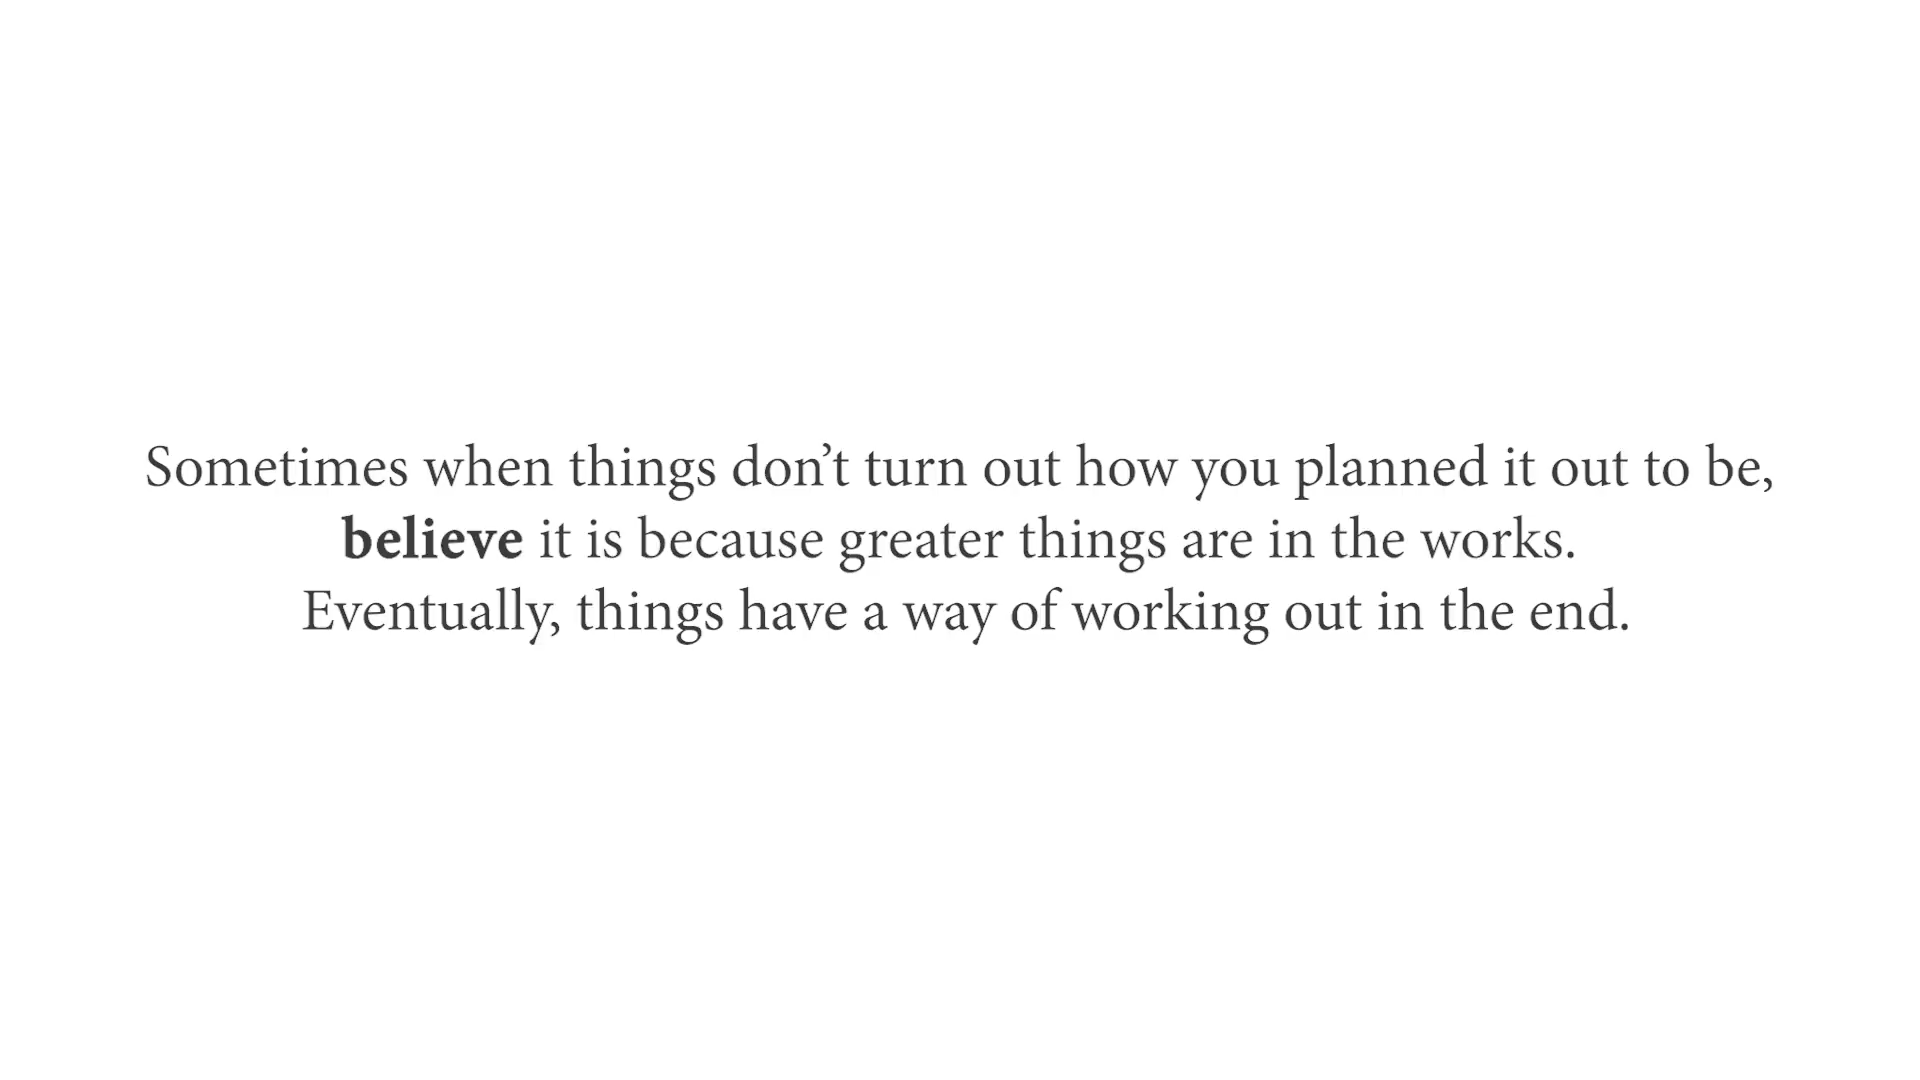 Sometimes when things don’t turn out how you planned it out to be,
believe it is because greater things are in the works.
Eventually, things have a way of working out in the end.